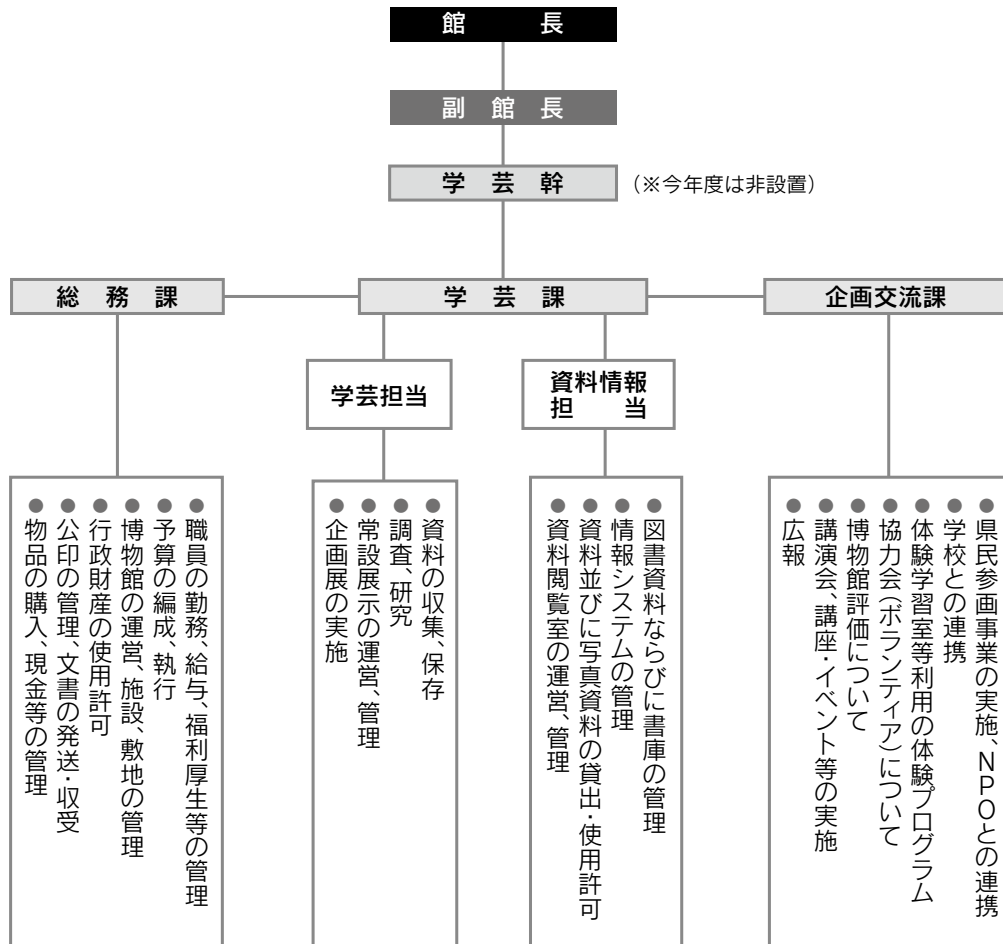 館長
副館長
学芸幹
(※今年度は非設置)
総務課
学芸課
企画交流課
学芸担当
資料情報
担当
●職員の勤務、給与、福利厚生等の管理
●予算の編成、執行
●博物館の運営、施設、敷地の管理
●行政財産の使用許可
●公印の管理、文書の発送・収受
●物品の購入、現金等の管理
●資料の収集、保存
●調査、研究
●常設展示の運営、管理
●企画展の実施
●図書資料ならびに書庫の管理
●情報システムの管理
●資料並びに写真資料の貸出・使用許可
●資料閲覧室の運営、管理
●県民参画事業の実施、NPOとの連携
●学校との連携
●体験学習室等利用の体験プログラム
●協力会(ボランティア)について
●博物館評価について
●講演会、講座・イベント等の実施
●広報